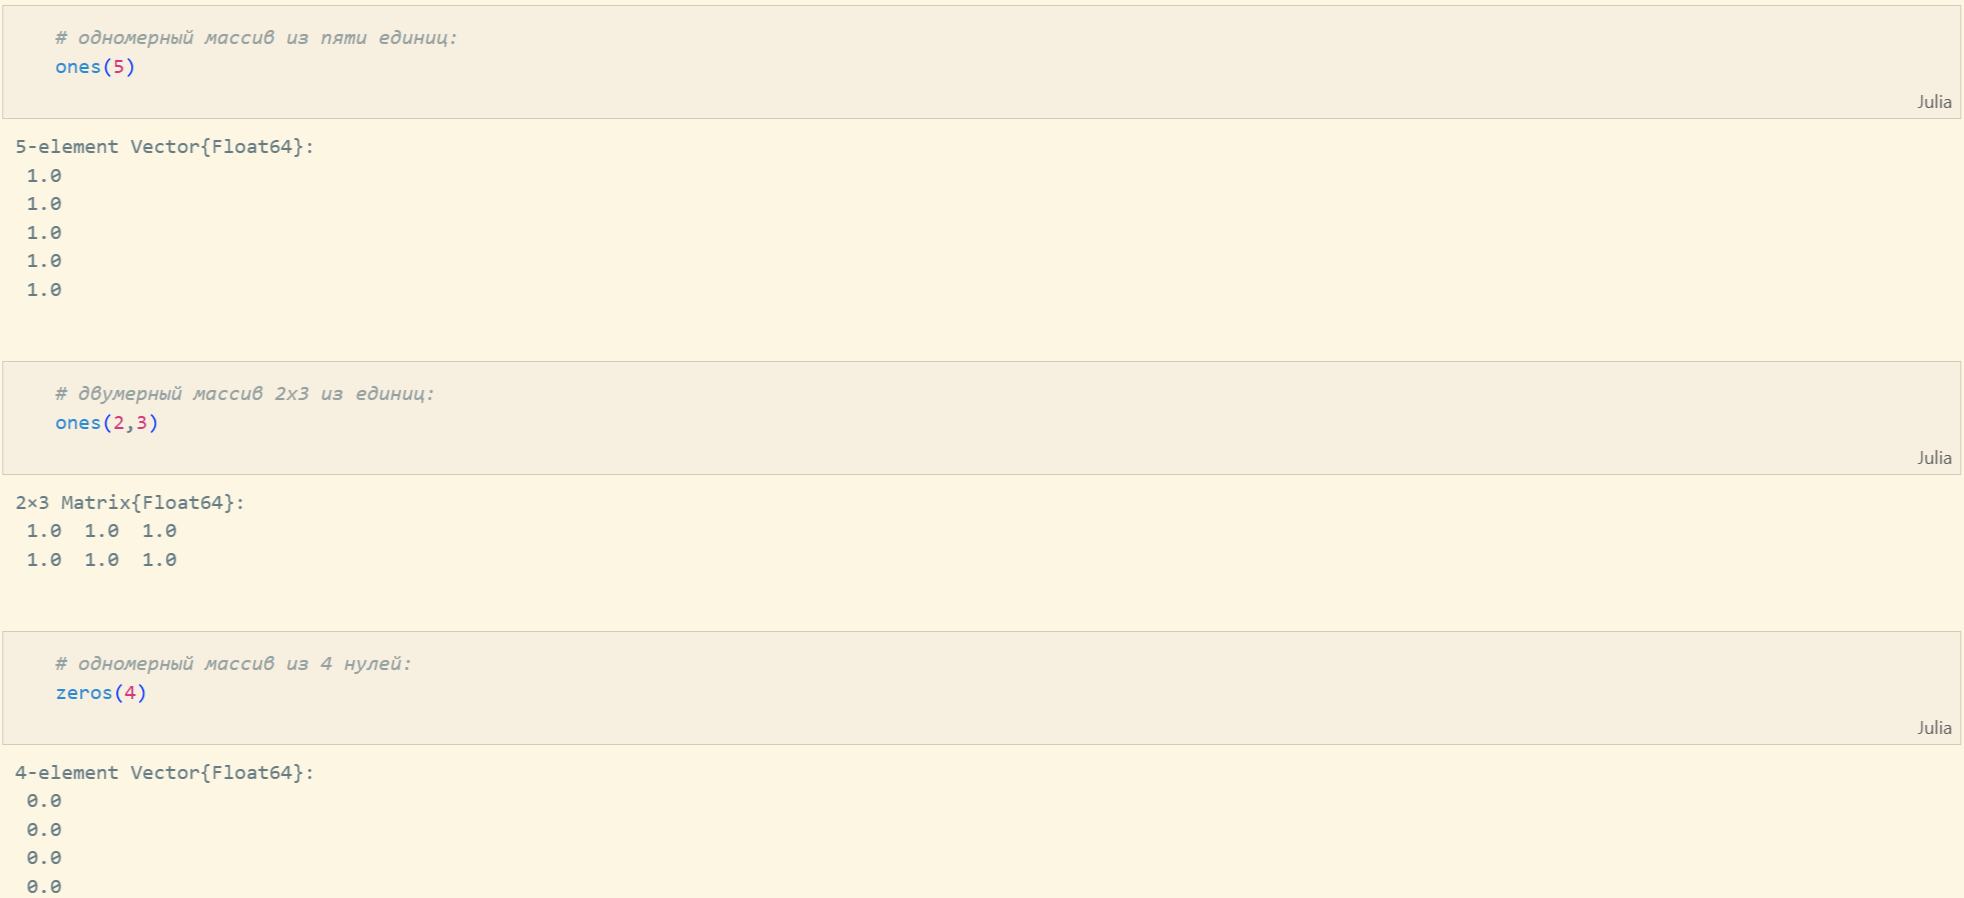 # одномерный массив из пяти единиц:
ones(5)
Julia
5-element Vector{Float64}:
1.0
1.0
1.0
1.0
1.0
# двумерный массив 2x3 из единиц:
ones(2,3)
Julia
2×3 Matrix{Float64}:
1.0  1.0  1.0
1.0  1.0  1.0
# одномерный массив из 4 нулей:
zeros(4)
Julia
4-element Vector{Float64}:
0.0
0.0
0.0
0.0